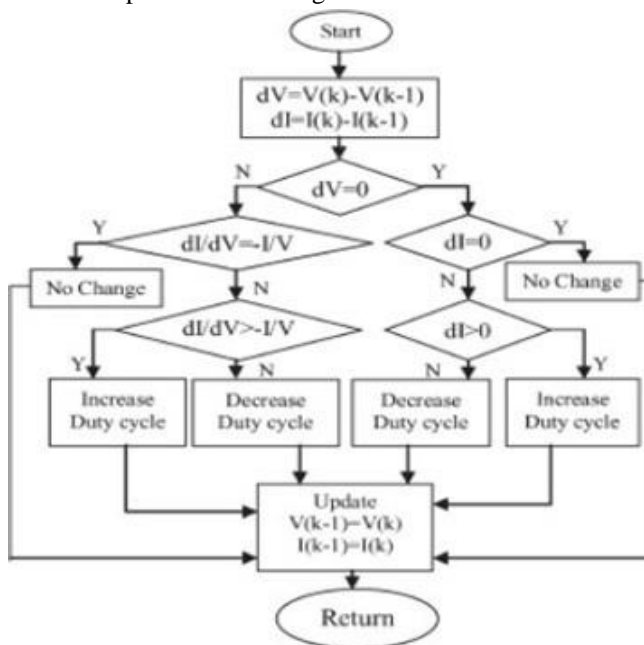 Start
dV=V(k)-V(k-1)
dI=I(k)-I(k-1)
N
Y
dV=0
Y
dI/dV=-I/V
dI=0
Y
No Change
N
N
No Change
dI/dV>-I/V
dI>0
Y
N
N
Y
Increase
Duty cycle
Decrease
Duty cycle
Decrease
Duty cycle
Increase
Duty cycle
Update
V(k-1)=V(k)
I(k-1)=I(k)
Return